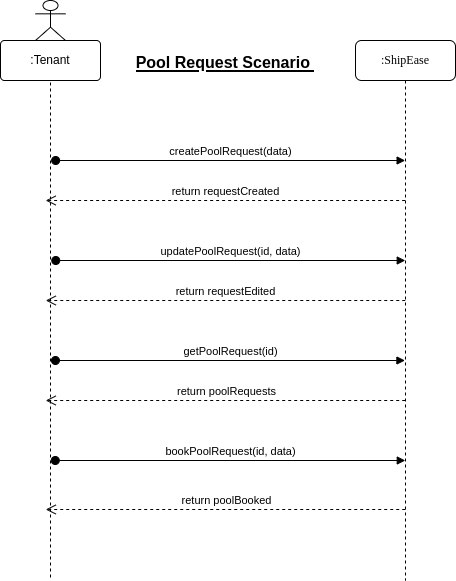 :Tenant
Pool Request Scenario
:ShipEase
createPoolRequest(data)
return requestCreated
updatePoolRequest(id, data)
return requestEdited
getPoolRequest(id)
return poolRequests
bookPoolRequest(id, data)
return poolBooked